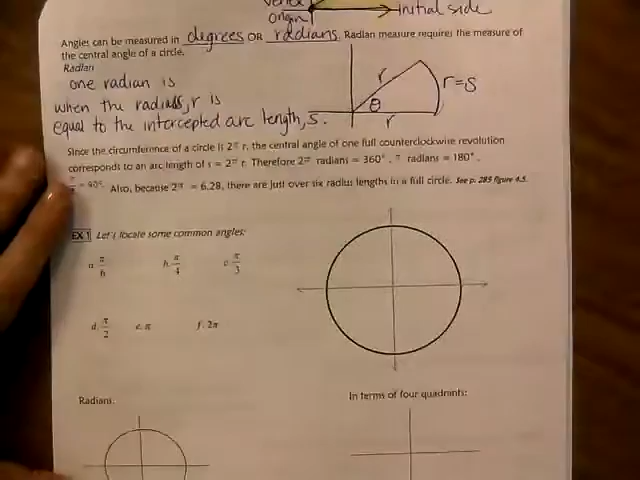 vertex
origin
initial side
Angles can be measured in degrees OR radians. Radian measure requires the measure of
the central angle of a circle.
Radian
one radian is
when the radius, r is
equal to the intercepted arc length, s.
r
r=s
θ
r
Since the circumference of a circle is 2π r, the central angle of one full counterclockwise revolution
corresponds to an arc length of s = 2π r. Therefore 2π radians = 360°, π radians = 180°,
= 90°. Also, because 2π ≈ 6.28, there are just over six radius lengths in a full circle. See p. 285 figure 4.5.
EX 1 Let's locate some common angles:
a. π/6 b. π/4 c. π/3
d. π/2 e. π f. 2π
Radians:
In terms of four quadrants: